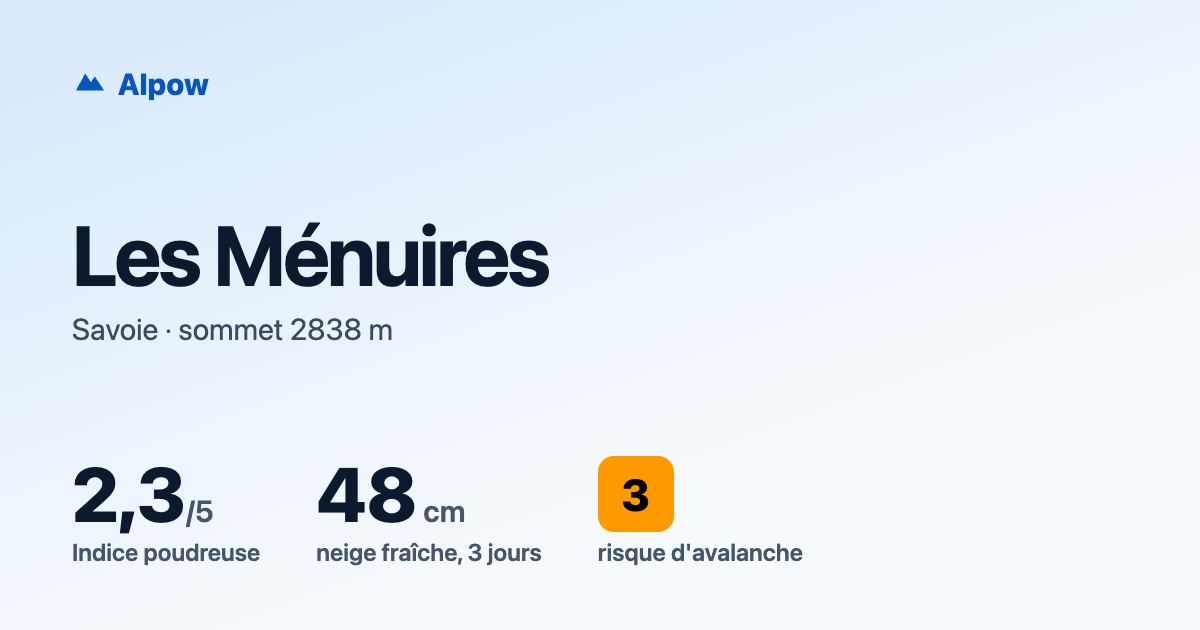 Alpow
Les Ménuires
Savoie · sommet 2838 m
2,3/5
Indice poudreuse
48 cm
neige fraîche, 3 jours
3
risque d'avalanche